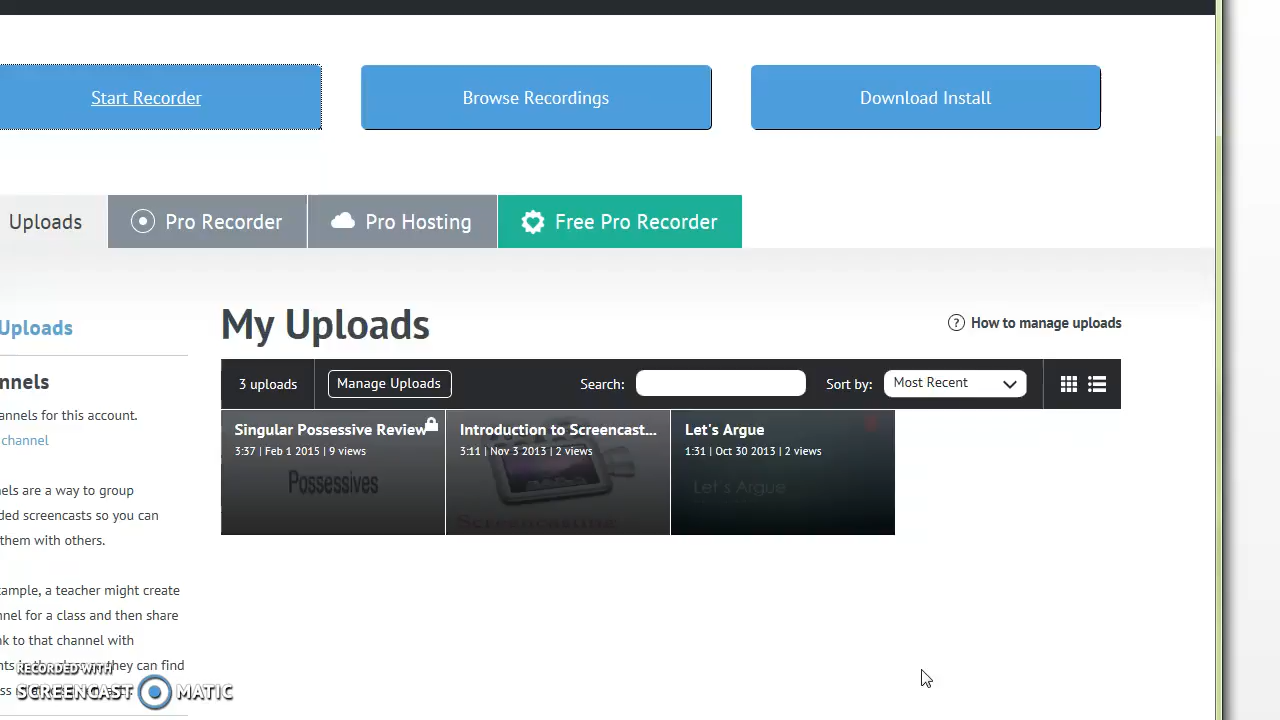 Start Recorder
Browse Recordings
Download Install
Uploads
Pro Recorder
Pro Hosting
Free Pro Recorder
Uploads
My Uploads
? How to manage uploads
3 uploads
Manage Uploads
Search:
Sort by:
Most Recent
Singular Possessive Review
3:37 | Feb 1 2015 | 9 views
Possessives
Introduction to Screencast...
3:11 | Nov 3 2013 | 2 views
Screencasting
Let's Argue
1:31 | Oct 30 2013 | 2 views
Let's Argue
nnels
annels for this account.
channel
nels are a way to group
ded screencasts so you can
them with others.
xample, a teacher might create
nnel for a class and then share
nk to that channel with
they can find
RECORDED WITH
SCREENCAST MATIC